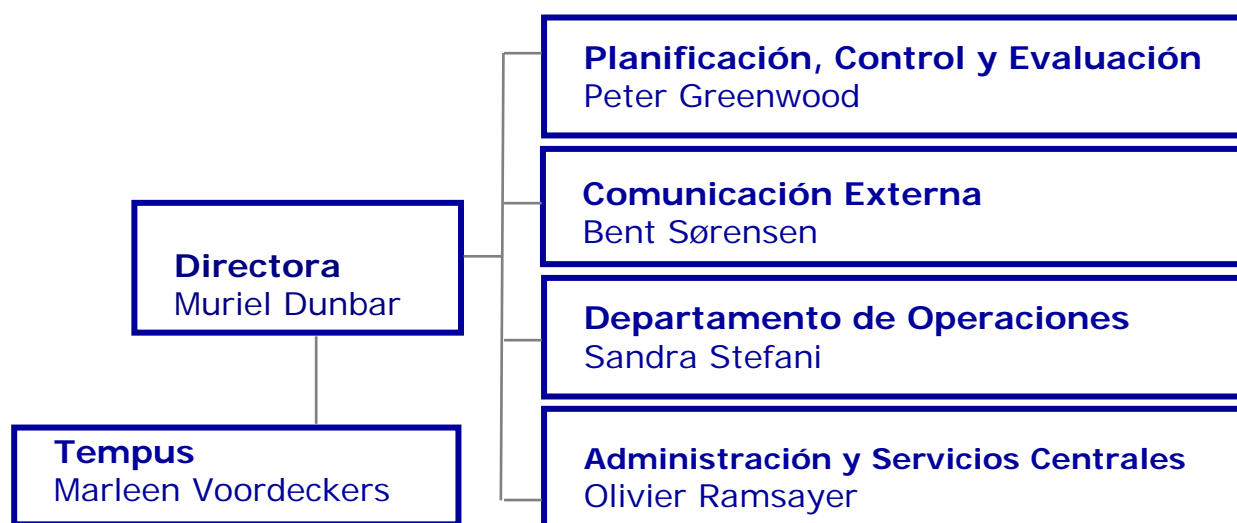 Planificación, Control y Evaluación
Peter Greenwood
Comunicación Externa
Bent Sørensen
Directora
Muriel Dunbar
Departamento de Operaciones
Sandra Stefani
Tempus
Marleen Voordeckers
Administración y Servicios Centrales
Olivier Ramsayer